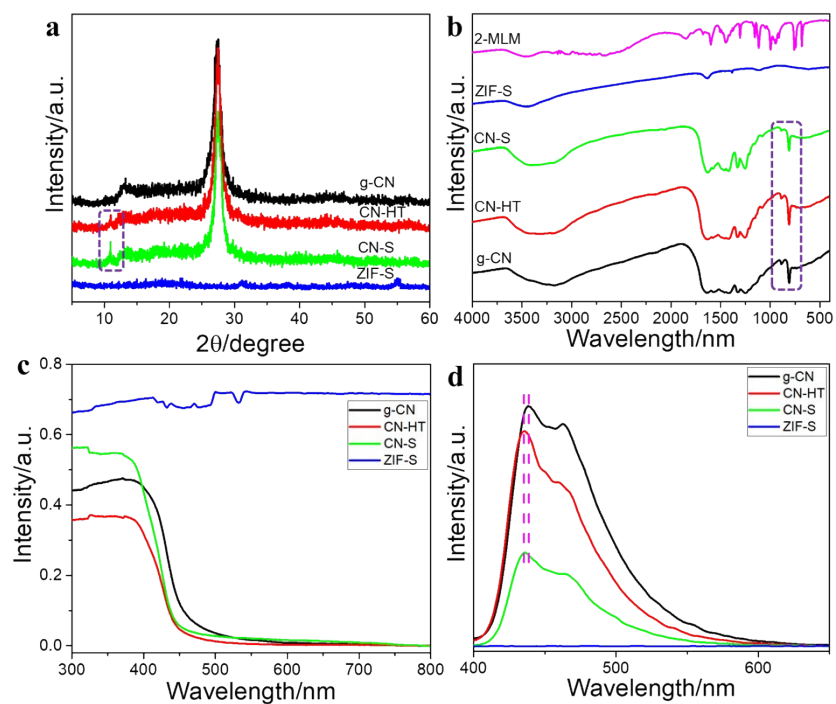 a
Intensity/a.u.
g-CN
CN-HT
CN-S
ZIF-S
10 20 30 40 50 60
2θ/degree
b
Intensity/a.u.
2-MLM
ZIF-S
CN-S
CN-HT
g-CN
4000 3500 3000 2500 2000 1500 1000 500
Wavelength/nm
c
Intensity/a.u.
0.8
0.6
0.4
0.2
0.0
g-CN
CN-HT
CN-S
ZIF-S
300 400 500 600 700 800
Wavelength/nm
d
Intensity/a.u.
g-CN
CN-HT
CN-S
ZIF-S
400 500 600
Wavelength/nm